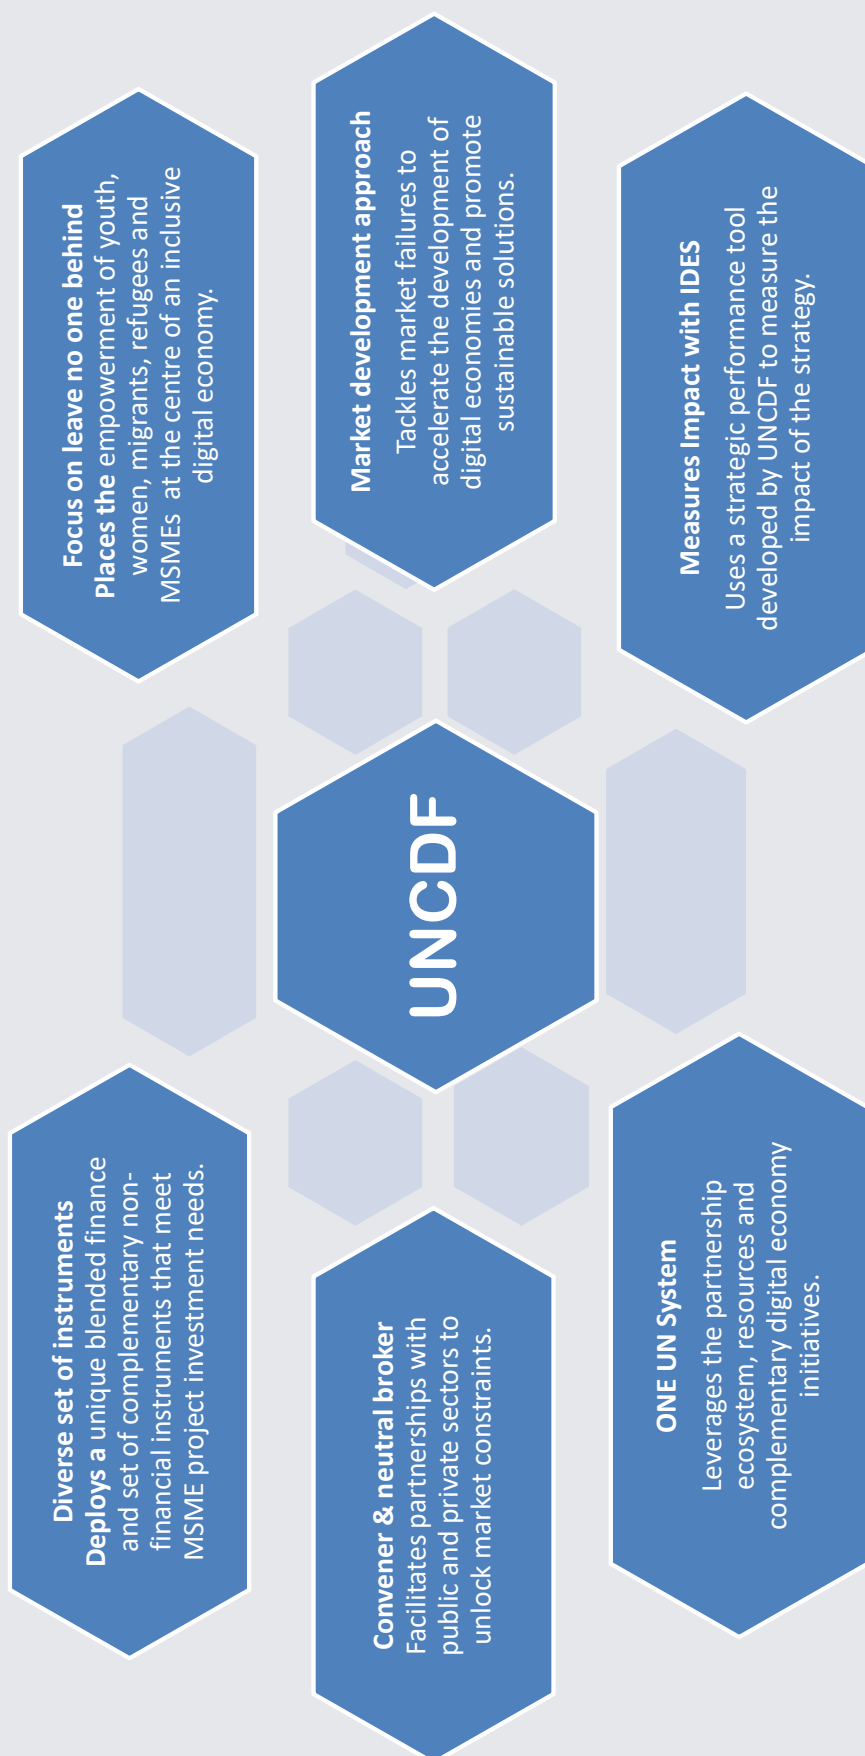 Diverse set of instruments
Deploys a unique blended finance
and set of complementary non-
financial instruments that meet
MSME project investment needs.
Focus on leave no one behind
Places the empowerment of youth,
women, migrants, refugees and
MSMEs at the centre of an inclusive
digital economy.
Convener & neutral broker
Facilitates partnerships with
public and private sectors to
unlock market constraints.
UNCDF
Market development approach
Tackles market failures to
accelerate the development of
digital economies and promote
sustainable solutions.
ONE UN System
Leverages the partnership
ecosystem, resources and
complementary digital economy
initiatives.
Measures Impact with IDES
Uses a strategic performance tool
developed by UNCDF to measure the
impact of the strategy.